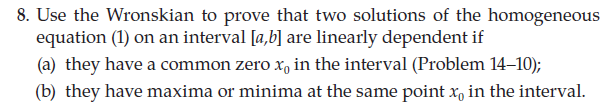 8. Use the Wronskian to prove that two solutions of the homogeneous
equation (1) on an interval [a,b] are linearly dependent if
(a) they have a common zero x₀ in the interval (Problem 14–10);
(b) they have maxima or minima at the same point x₀ in the interval.